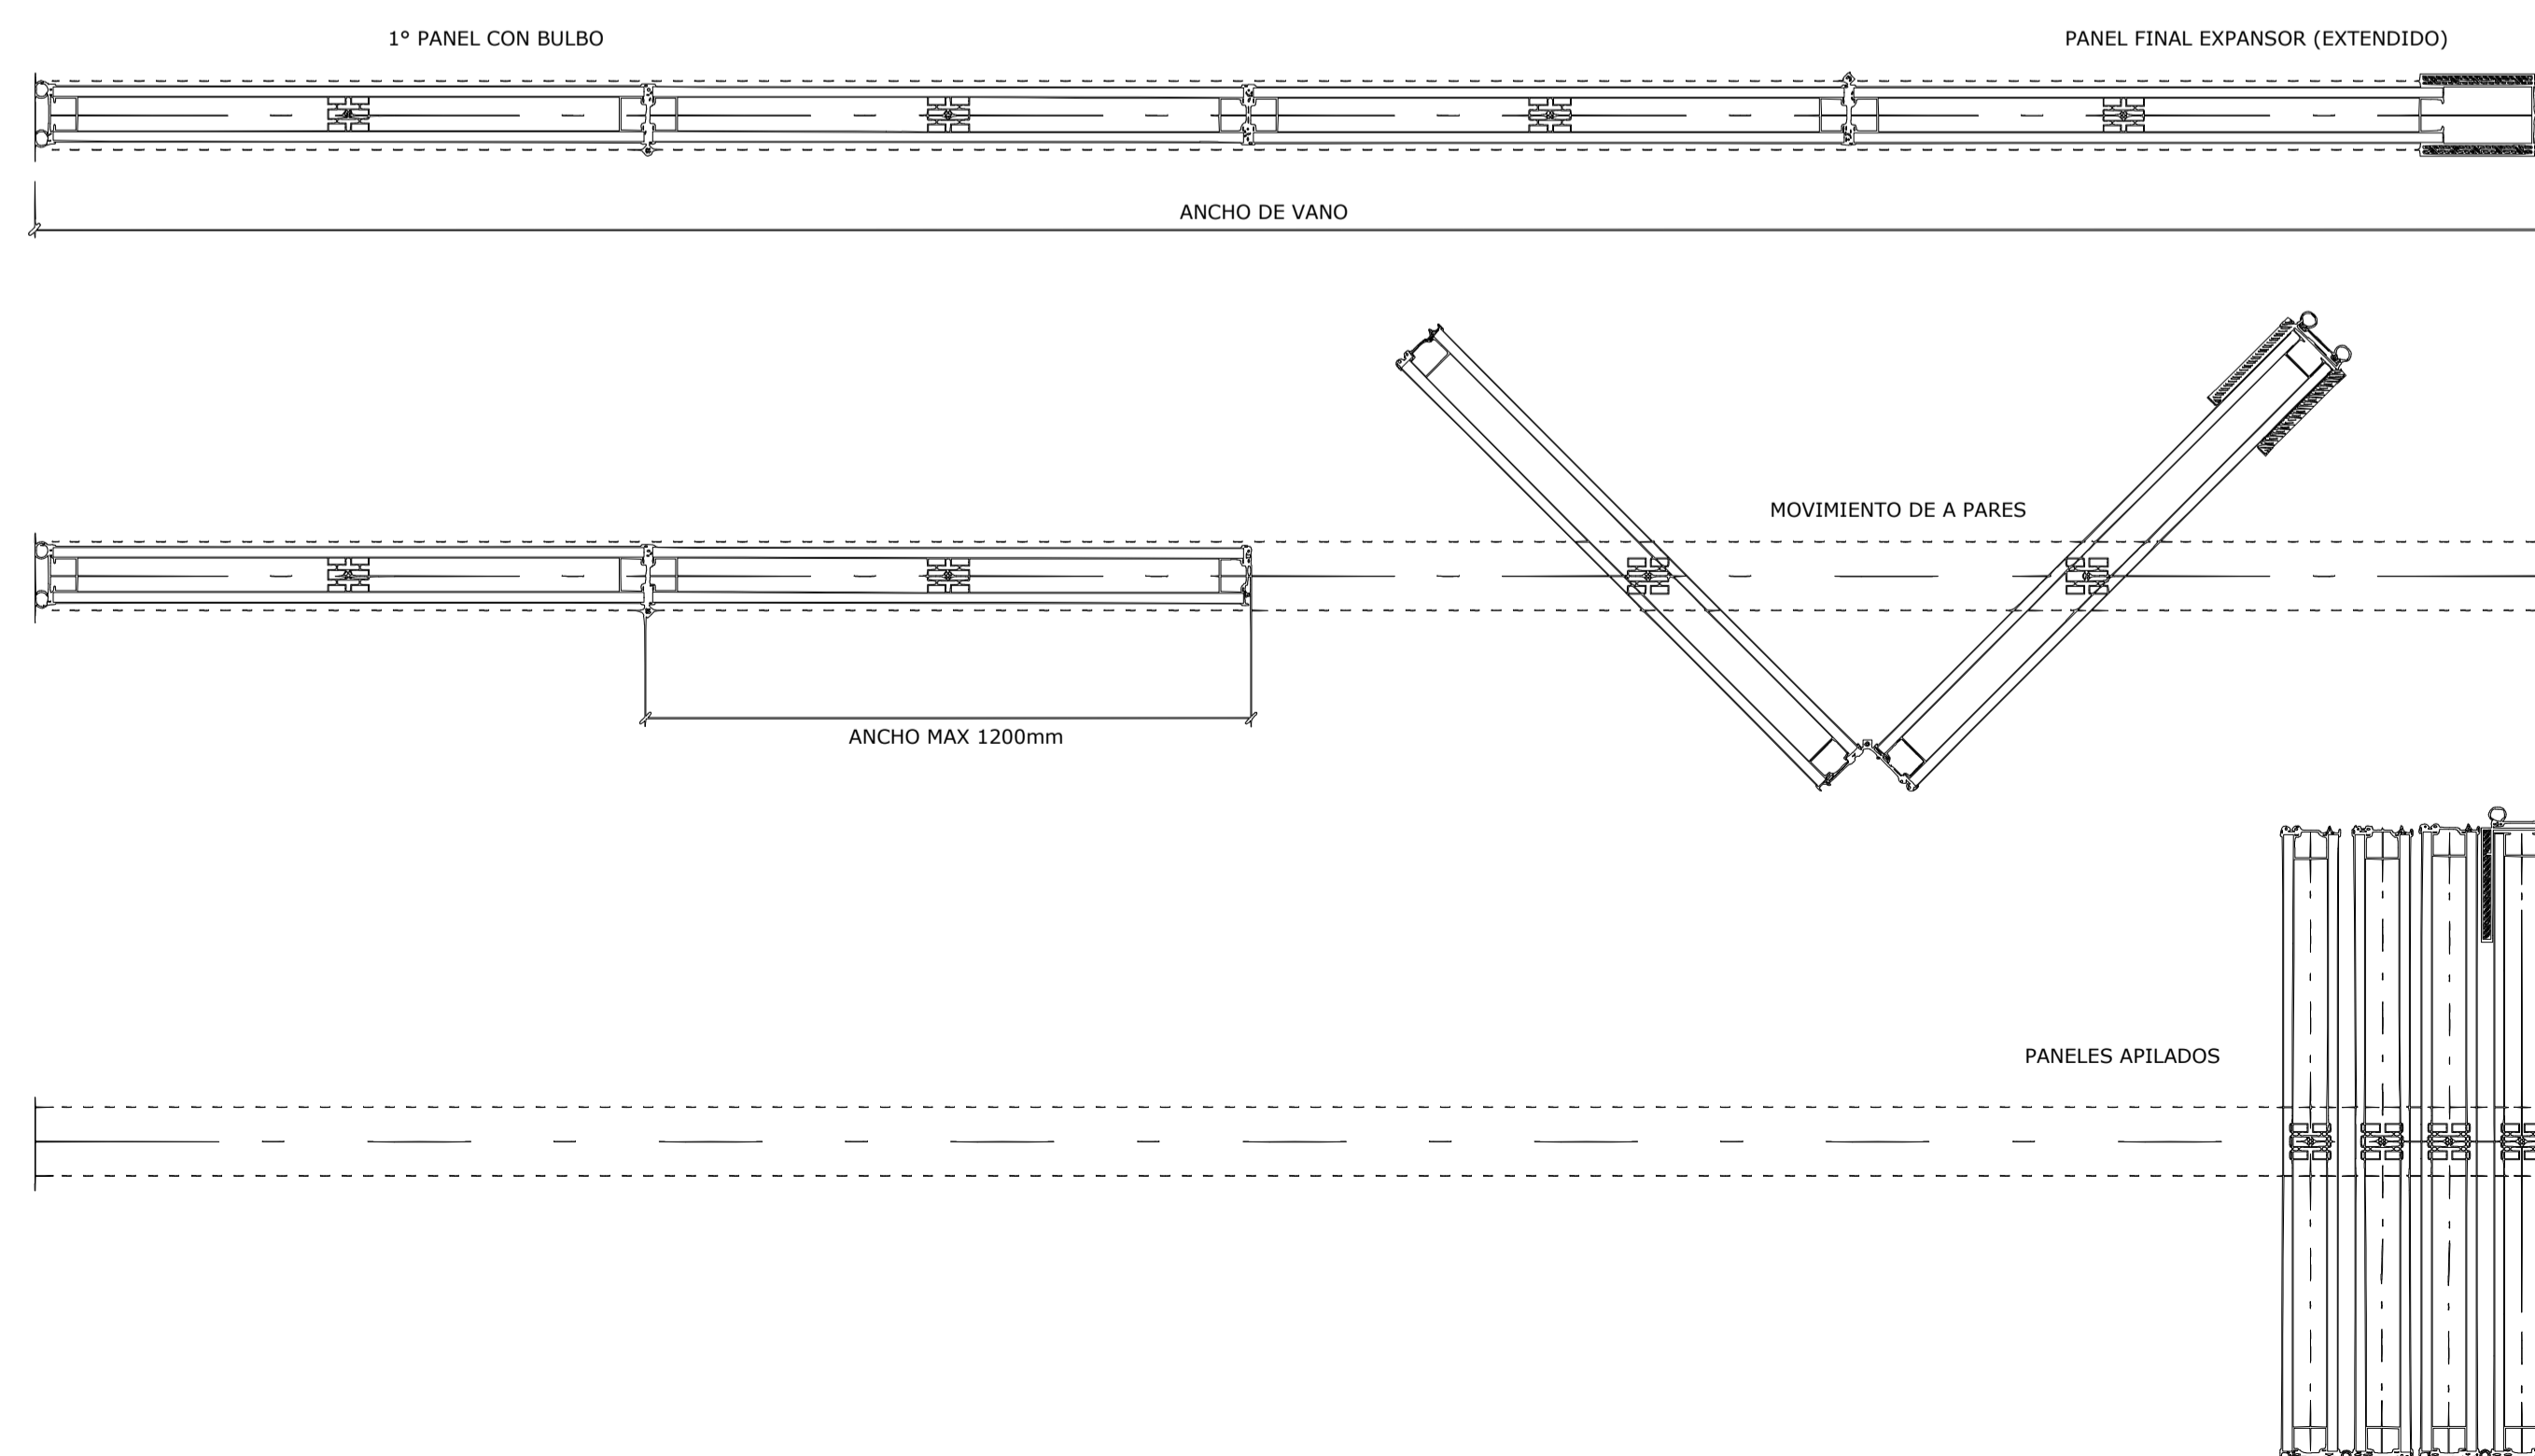 1° PANEL CON BULBO
PANEL FINAL EXPANSOR (EXTENDIDO)
ANCHO DE VANO
MOVIMIENTO DE A PARES
ANCHO MAX 1200mm
PANELES APILADOS